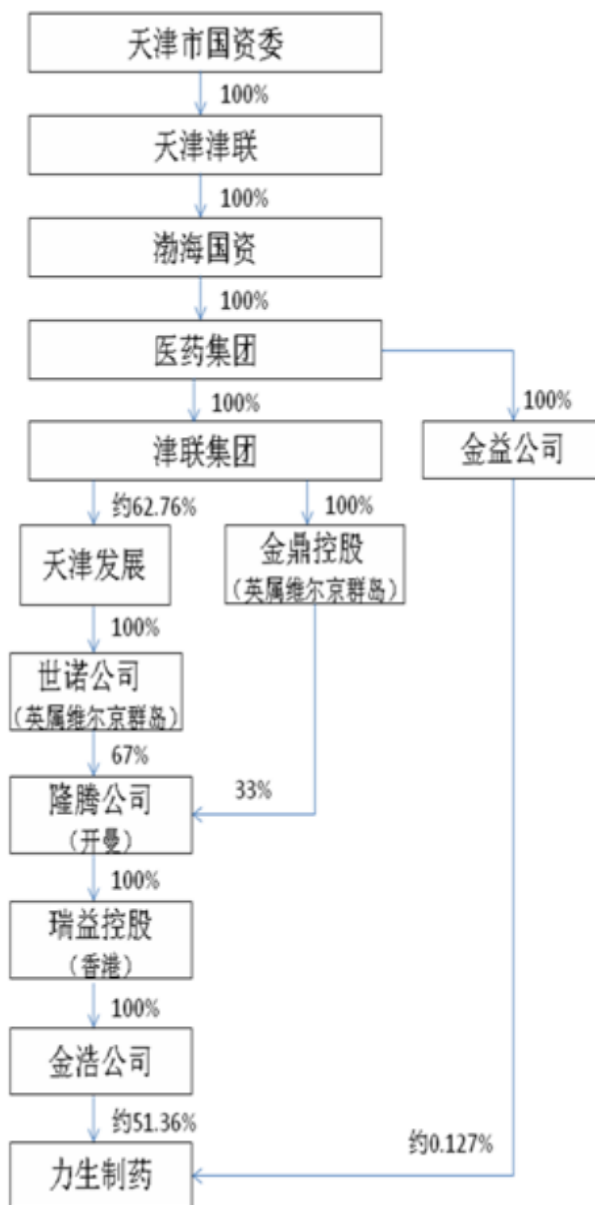 天津市国资委
100%
天津津联
100%
渤海国资
100%
医药集团
100%
100%
津联集团
金益公司
约62.76%
100%
天津发展
金鼎控股
(英属维尔京群岛)
100%
世诺公司
(英属维尔京群岛)
67%
隆腾公司
(开曼)
33%
100%
瑞益控股
(香港)
100%
金浩公司
约51.36%
约0.127%
力生制药